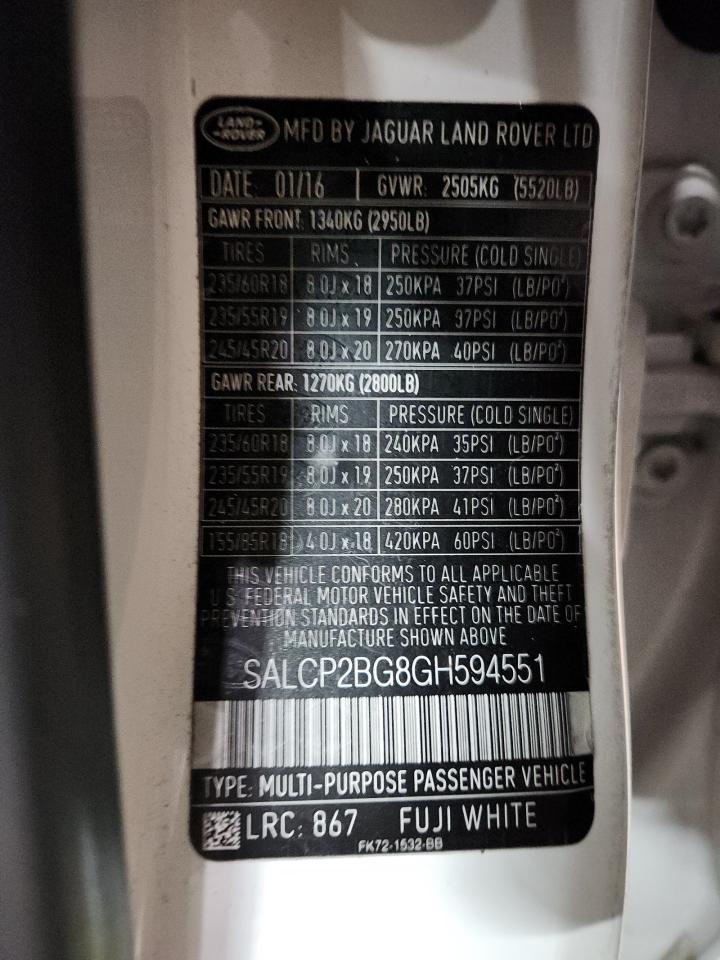 LAND-
-ROVER
MFD BY JAGUAR LAND ROVER LTD
DATE: 01/16 GVWR: 2505KG (5520LB)
GAWR FRONT: 1340KG (2950LB)
TIRES RIMS PRESSURE (COLD SINGLE)
235/60R18 8.0J x 18 250KPA 37PSI (LB/PO²)
235/55R19 8.0J x 19 250KPA 37PSI (LB/PO²)
245/45R20 8.0J x 20 270KPA 40PSI (LB/PO²)
GAWR REAR: 1270KG (2800LB)
TIRES RIMS PRESSURE (COLD SINGLE)
235/60R18 8.0J x 18 240KPA 35PSI (LB/PO²)
235/55R19 8.0J x 19 250KPA 37PSI (LB/PO²)
245/45R20 8.0J x 20 280KPA 41PSI (LB/PO²)
155/85R18 4.0J x 18 420KPA 60PSI (LB/PO²)
THIS VEHICLE CONFORMS TO ALL APPLICABLE
U.S. FEDERAL MOTOR VEHICLE SAFETY AND THEFT
PREVENTION STANDARDS IN EFFECT ON THE DATE OF
MANUFACTURE SHOWN ABOVE
SALCP2BG8GH594551
TYPE: MULTI-PURPOSE PASSENGER VEHICLE
LRC: 867 FUJI WHITE
FK72-1532-BB